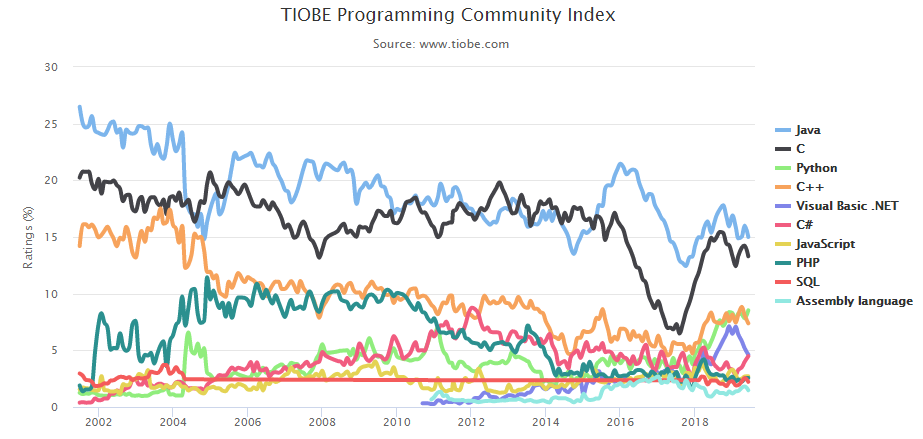 TIOBE Programming Community Index
Source: www.tiobe.com
30
25
20
15
10
5
0
Ratings (%)
2002 2004 2006 2008 2010 2012 2014 2016 2018
Java
C
Python
C++
Visual Basic .NET
C#
JavaScript
PHP
SQL
Assembly language